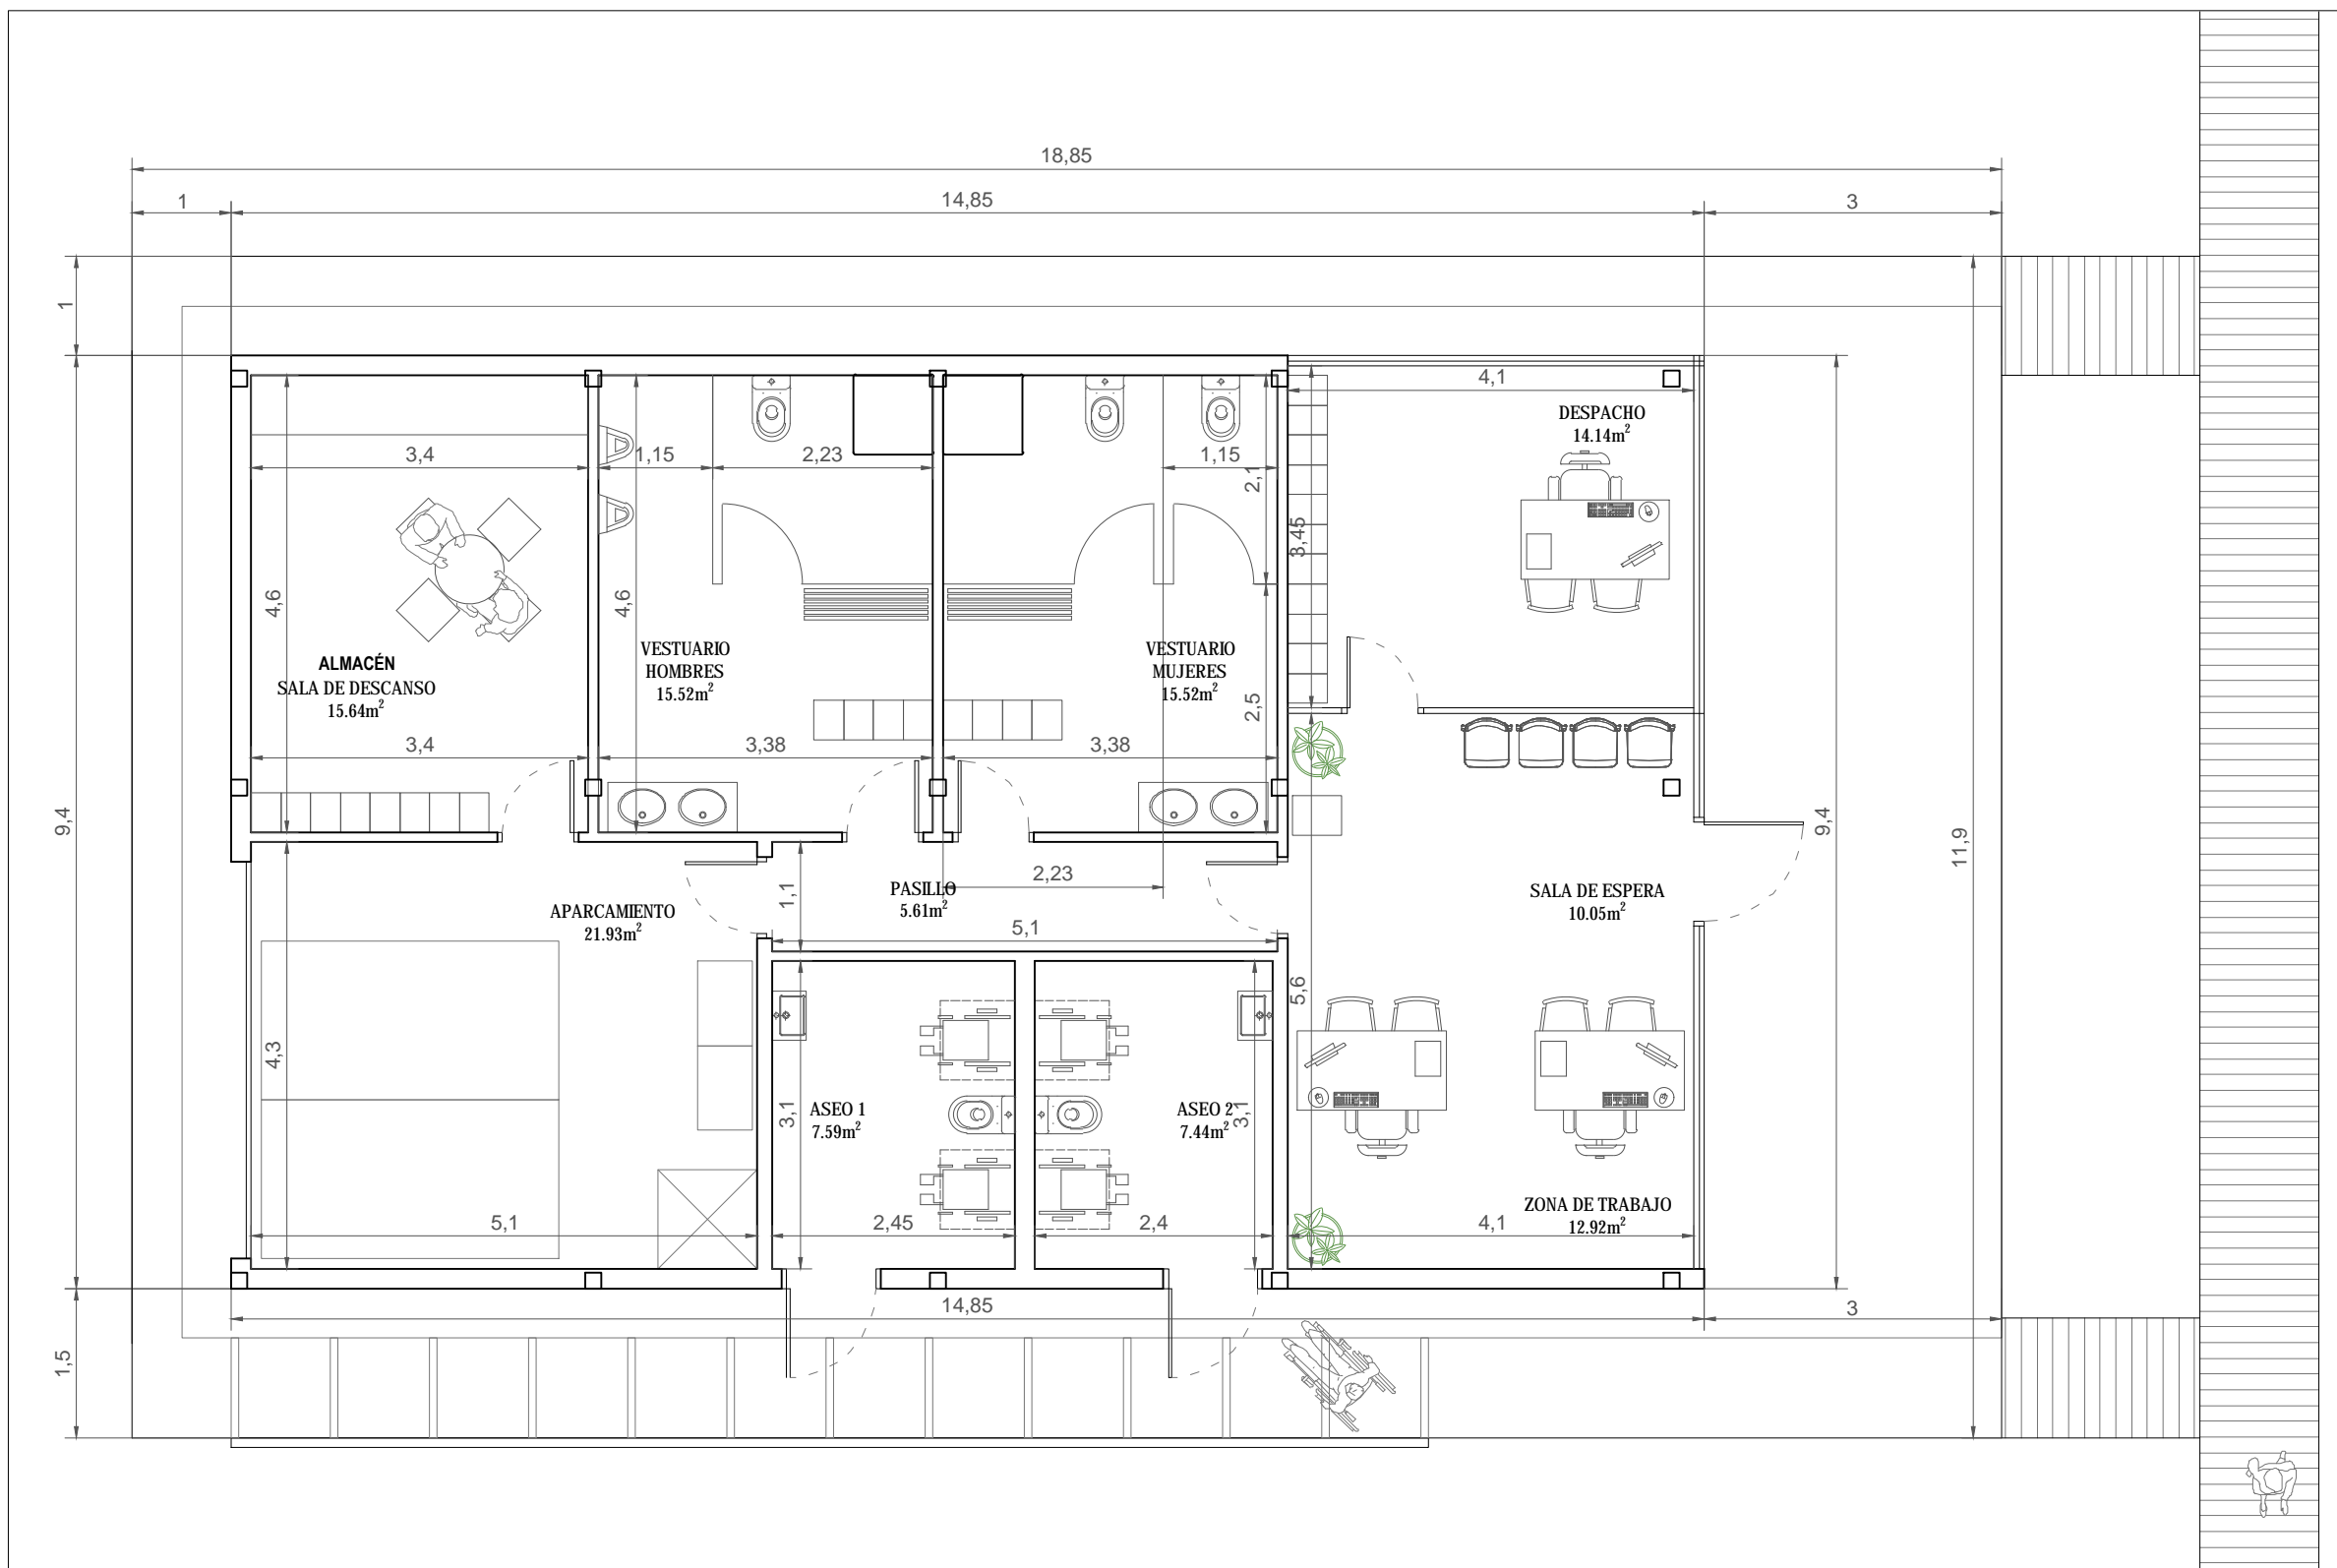 18,85
1
14,85
3
1
4,1
DESPACHO
14.14m²
3,4
1,15
2,23
1,15
2,1
3,45
4,6
4,6
ALMACÉN
SALA DE DESCANSO
15.64m²
VESTUARIO
HOMBRES
15.52m²
VESTUARIO
MUJERES
15.52m²
2,5
3,4
3,38
3,38
9,4
9,4
11,9
1,1
PASILLO
5.61m²
2,23
SALA DE ESPERA
10.05m²
APARCAMIENTO
21.93m²
5,1
5,6
4,3
3,1
ASEO 1
7.59m²
ASEO 2
7.44m²
3,1
ZONA DE TRABAJO
12.92m²
5,1
2,45
2,4
4,1
14,85
3
1,5